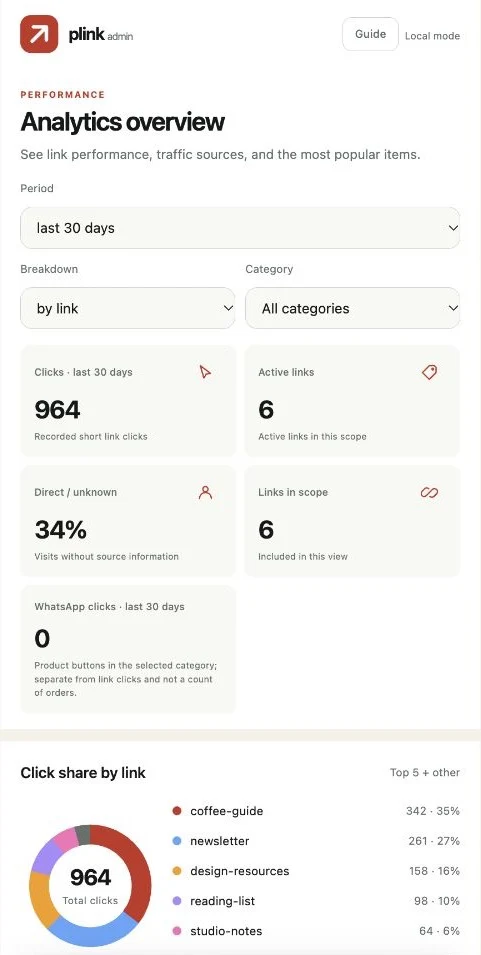 plink admin
Guide
Local mode
PERFORMANCE
Analytics overview
See link performance, traffic sources, and the most popular items.
Period
last 30 days
Breakdown
Category
by link
All categories
Clicks · last 30 days
964
Recorded short link clicks
Active links
6
Active links in this scope
Direct / unknown
34%
Visits without source information
Links in scope
6
Included in this view
WhatsApp clicks · last 30 days
0
Product buttons in the selected category;
separate from link clicks and not a count
of orders.
Click share by link
Top 5 + other
964
Total clicks
coffee-guide 342 · 35%
newsletter 261 · 27%
design-resources 158 · 16%
reading-list 98 · 10%
studio-notes 64 · 6%